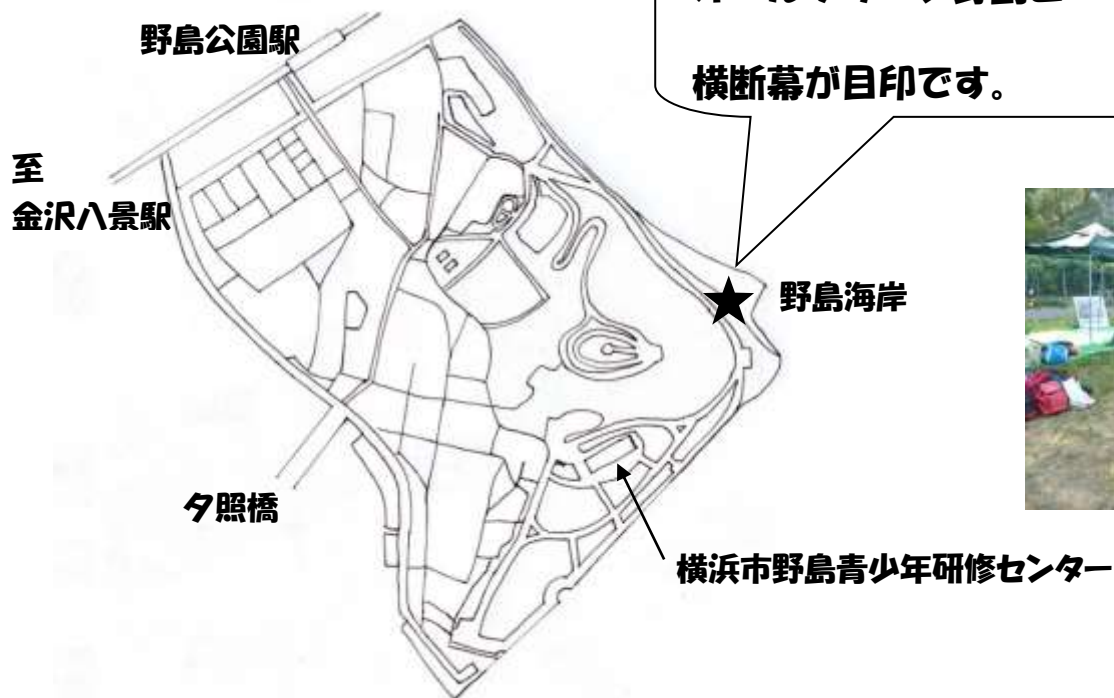 横断幕が目印です。
野島公園駅
至
金沢八景駅
野島海岸
夕照橋
横浜市野島青少年研修センター